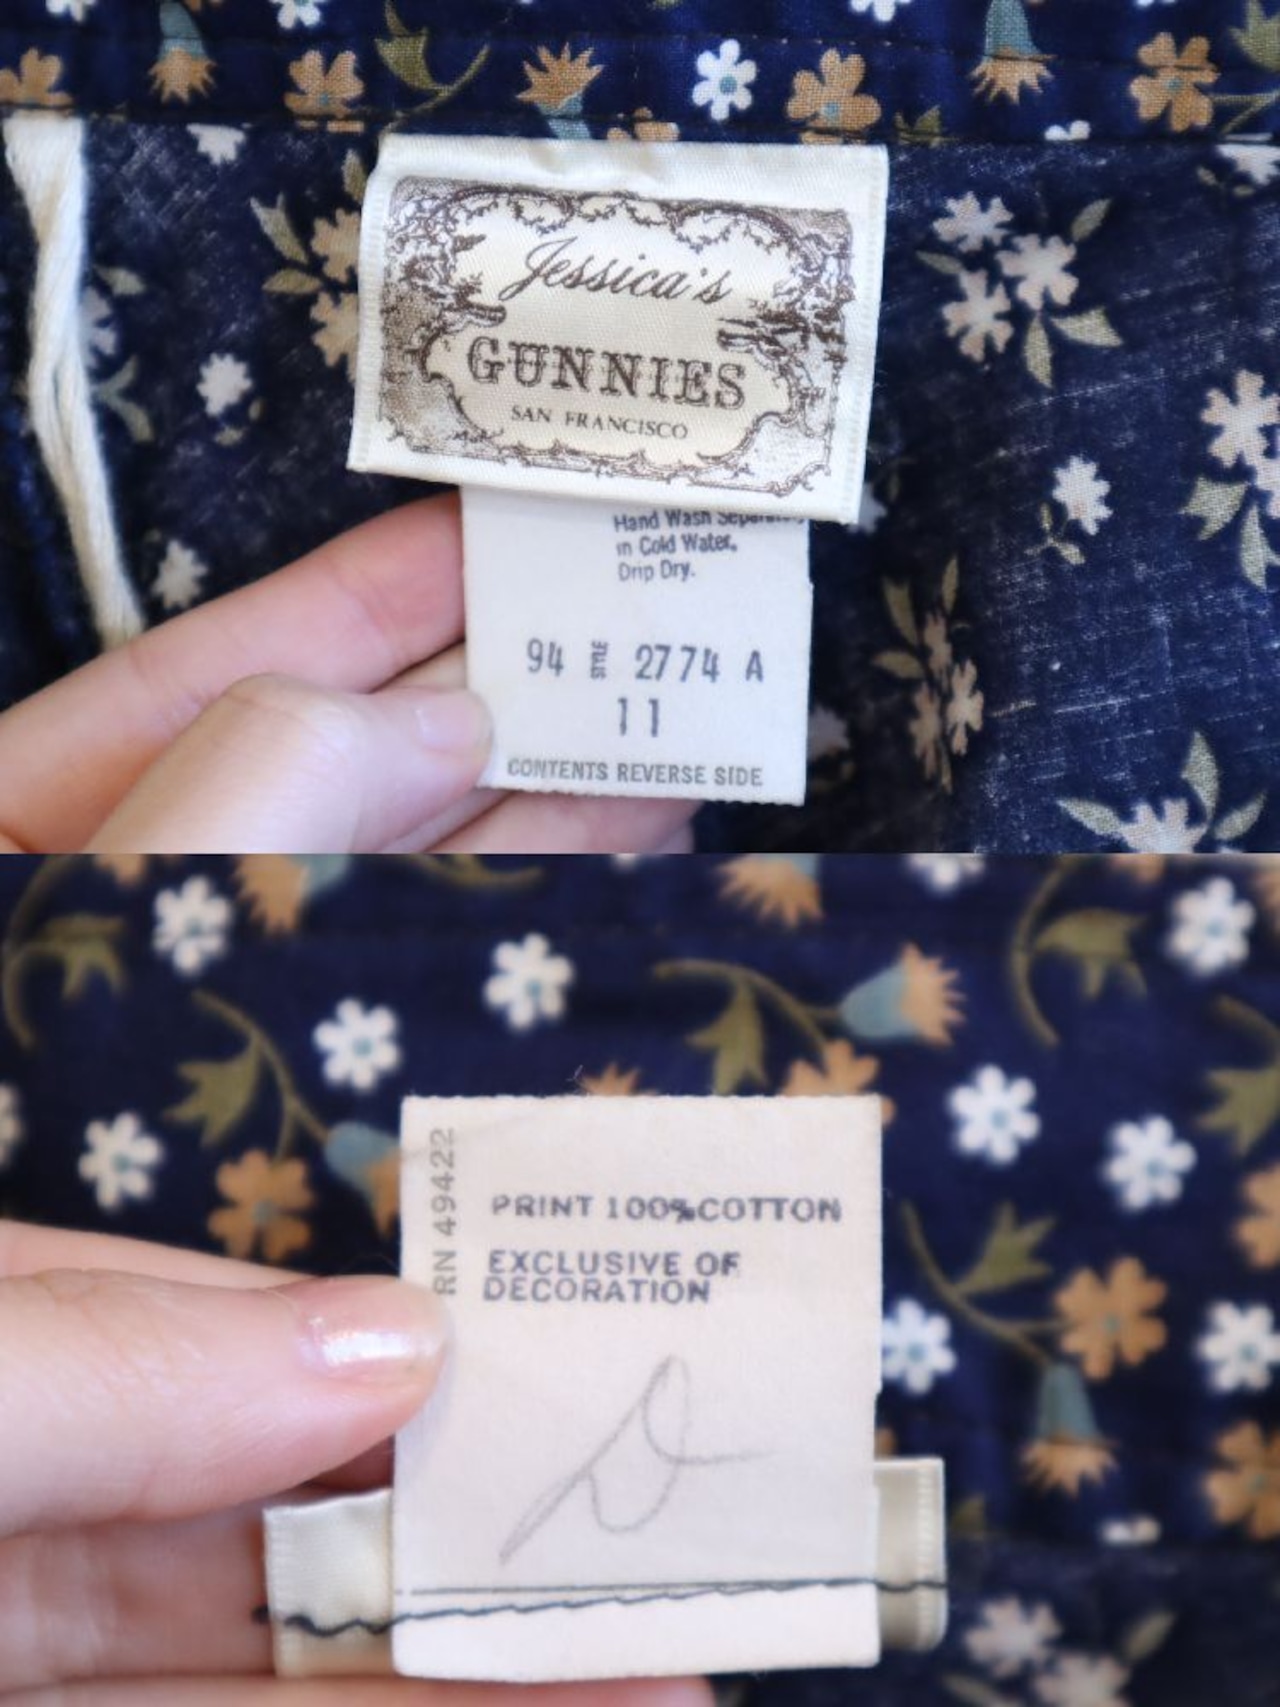 Jessica's
GUNNIES
SAN FRANCISCO
Hand Wash Separately
in Cold Water.
Drip Dry.
94 STYLE 2774 A
11
CONTENTS REVERSE SIDE
RN 49422
PRINT 100% COTTON
EXCLUSIVE OF
DECORATION